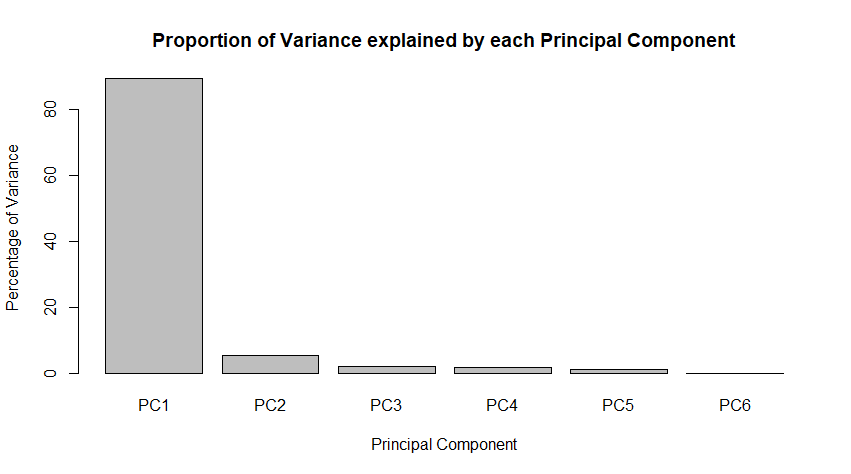 Proportion of Variance explained by each Principal Component
Percentage of Variance
80
60
40
20
0
PC1 PC2 PC3 PC4 PC5 PC6
Principal Component